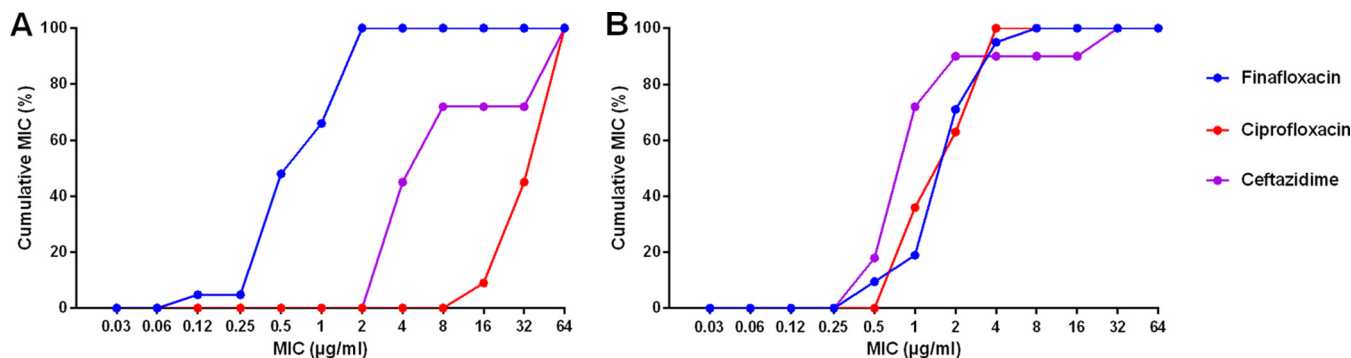 A
Cumulative MIC (%)
100
80
60
40
20
0
0.03 0.06 0.12 0.25 0.5 1 2 4 8 16 32 64
MIC (µg/ml)
B
Cumulative MIC (%)
100
80
60
40
20
0
0.03 0.06 0.12 0.25 0.5 1 2 4 8 16 32 64
MIC (µg/ml)
Finafloxacin
Ciprofloxacin
Ceftazidime